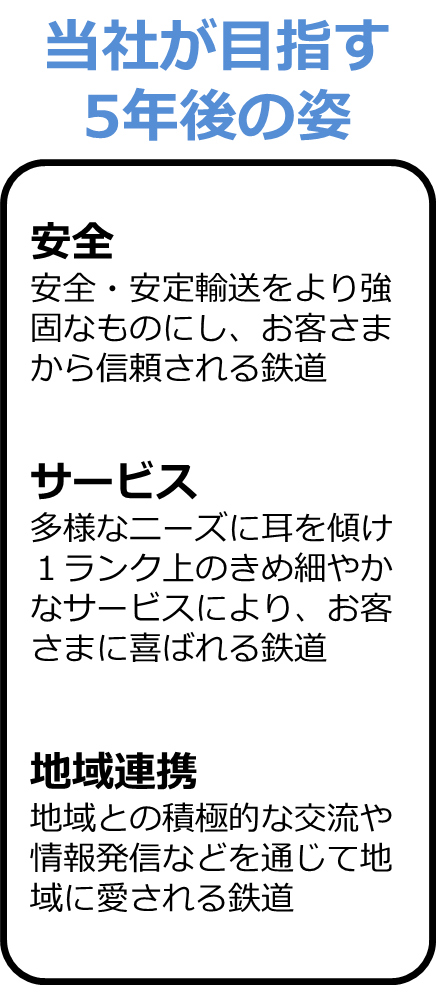 当社が目指す
5年後の姿
安全
安全・安定輸送をより強
固なものにし、お客さま
から信頼される鉄道
サービス
多様なニーズに耳を傾け
１ランク上のきめ細やか
なサービスにより、お客
さまに喜ばれる鉄道
地域連携
地域との積極的な交流や
情報発信などを通じて地
域に愛される鉄道